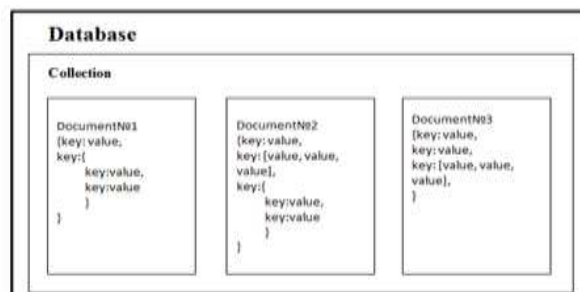 Database
Collection
Document№1
{key: value,
key:{
key:value,
key:value
}
}
Document№2
{key: value,
key: [value, value,
value],
key:{
key:value,
key:value
}
}
Document№3
{key: value,
key: value,
key: [value, value,
value],
}